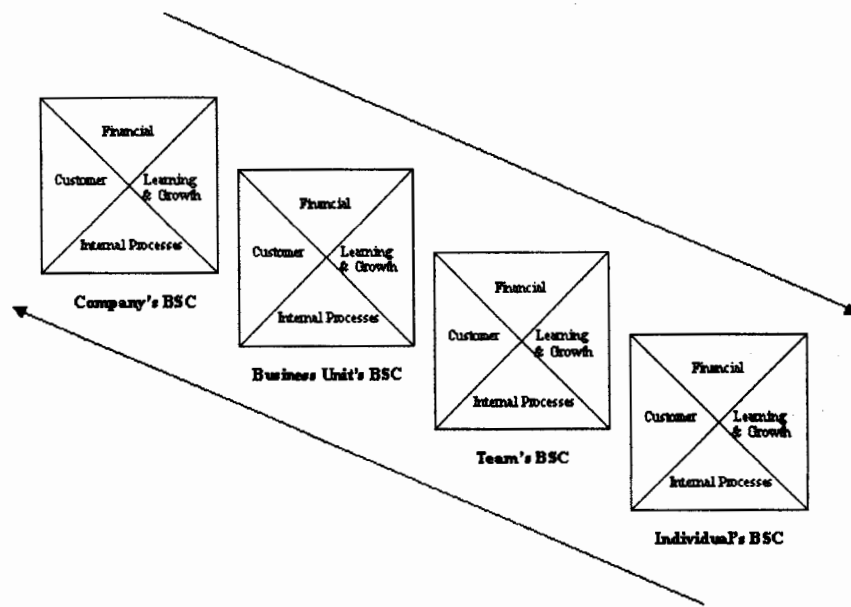 Financial
Customer
Learning
& Growth
Internal Processes
Company's BSC
Financial
Customer
Learning
& Growth
Internal Processes
Business Unit's BSC
Financial
Customer
Learning
& Growth
Internal Processes
Team's BSC
Financial
Customer
Learning
& Growth
Internal Processes
Individual's BSC